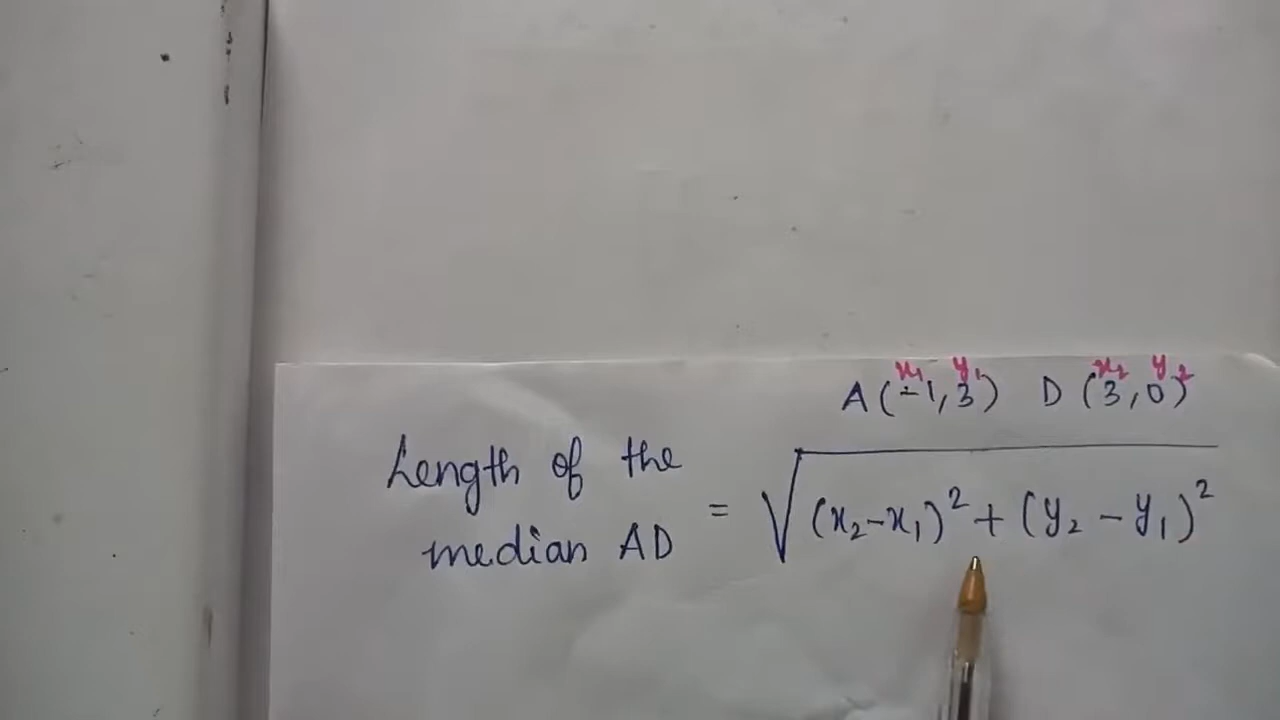 x₁ y₁ x₂ y₂
A(-1,3) D(3,0)
Length of the
median AD = √(x₂-x₁)² + (y₂-y₁)²